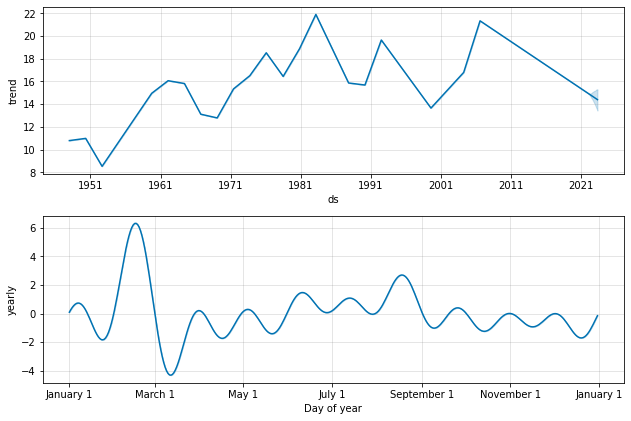 22
20
18
16
14
12
10
8
trend
1951 1961 1971 1981 1991 2001 2011 2021
ds
6
4
2
0
−2
−4
yearly
January 1 March 1 May 1 July 1 September 1 November 1 January 1
Day of year